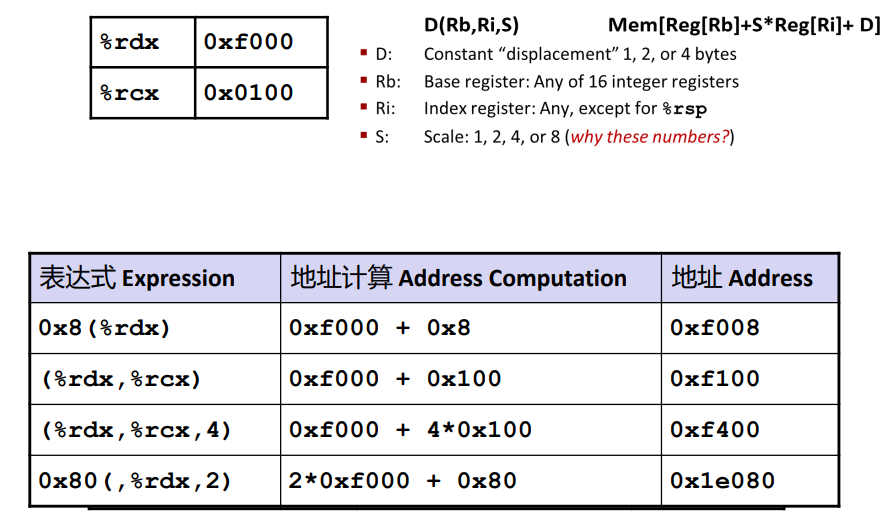 %rdx 0xf000
%rcx 0x0100
D(Rb,Ri,S) Mem[Reg[Rb]+S*Reg[Ri]+ D]
▪ D: Constant “displacement” 1, 2, or 4 bytes
▪ Rb: Base register: Any of 16 integer registers
▪ Ri: Index register: Any, except for %rsp
▪ S: Scale: 1, 2, 4, or 8 (why these numbers?)
表达式 Expression 地址计算 Address Computation 地址 Address
0x8(%rdx) 0xf000 + 0x8 0xf008
(%rdx,%rcx) 0xf000 + 0x100 0xf100
(%rdx,%rcx,4) 0xf000 + 4*0x100 0xf400
0x80(,%rdx,2) 2*0xf000 + 0x80 0x1e080